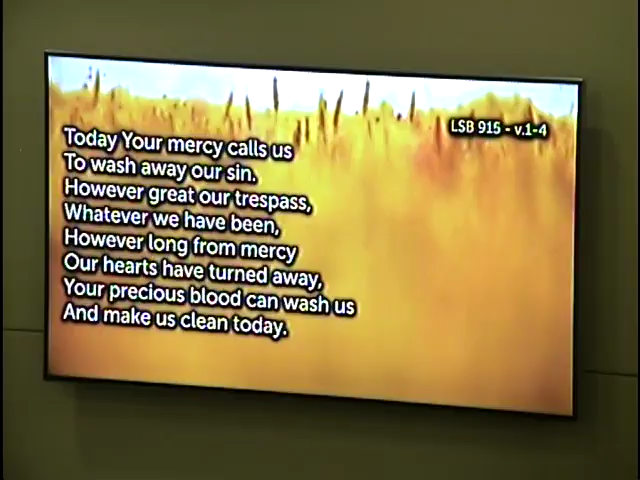 LSB 915 - v.1-4
Today Your mercy calls us
To wash away our sin.
However great our trespass,
Whatever we have been,
However long from mercy
Our hearts have turned away,
Your precious blood can wash us
And make us clean today.